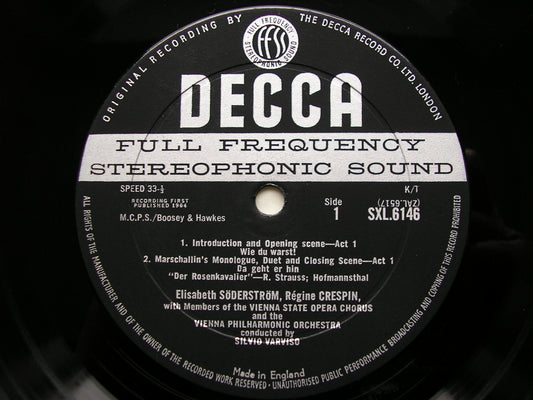 ORIGINAL RECORDING BY THE DECCA RECORD CO. LTD. LONDON
FULL FREQUENCY
ffss
STEREOPHONIC SOUND
DECCA
FULL FREQUENCY
STEREOPHONIC SOUND
SPEED 33-⅓ K/T
RECORDING FIRST Side (ZAL.6517)
PUBLISHED 1964 1 SXL.6146
M.C.P.S./Boosey & Hawkes
1. Introduction and Opening scene—Act 1
Wie du warst!
2. Marschallin's Monologue, Duet and Closing Scene—Act 1
Da geht er hin
"Der Rosenkavalier"—R. Strauss; Hofmannsthal
Elisabeth SÖDERSTRÖM, Régine CRESPIN,
with Members of the VIENNA STATE OPERA CHORUS
and the
VIENNA PHILHARMONIC ORCHESTRA
conducted by
SILVIO VARVISO
Made in England
ALL RIGHTS OF THE MANUFACTURER AND OF THE OWNER OF THE RECORDED WORK RESERVED · UNAUTHORISED PUBLIC PERFORMANCE BROADCASTING AND COPYING OF THIS RECORD PROHIBITED